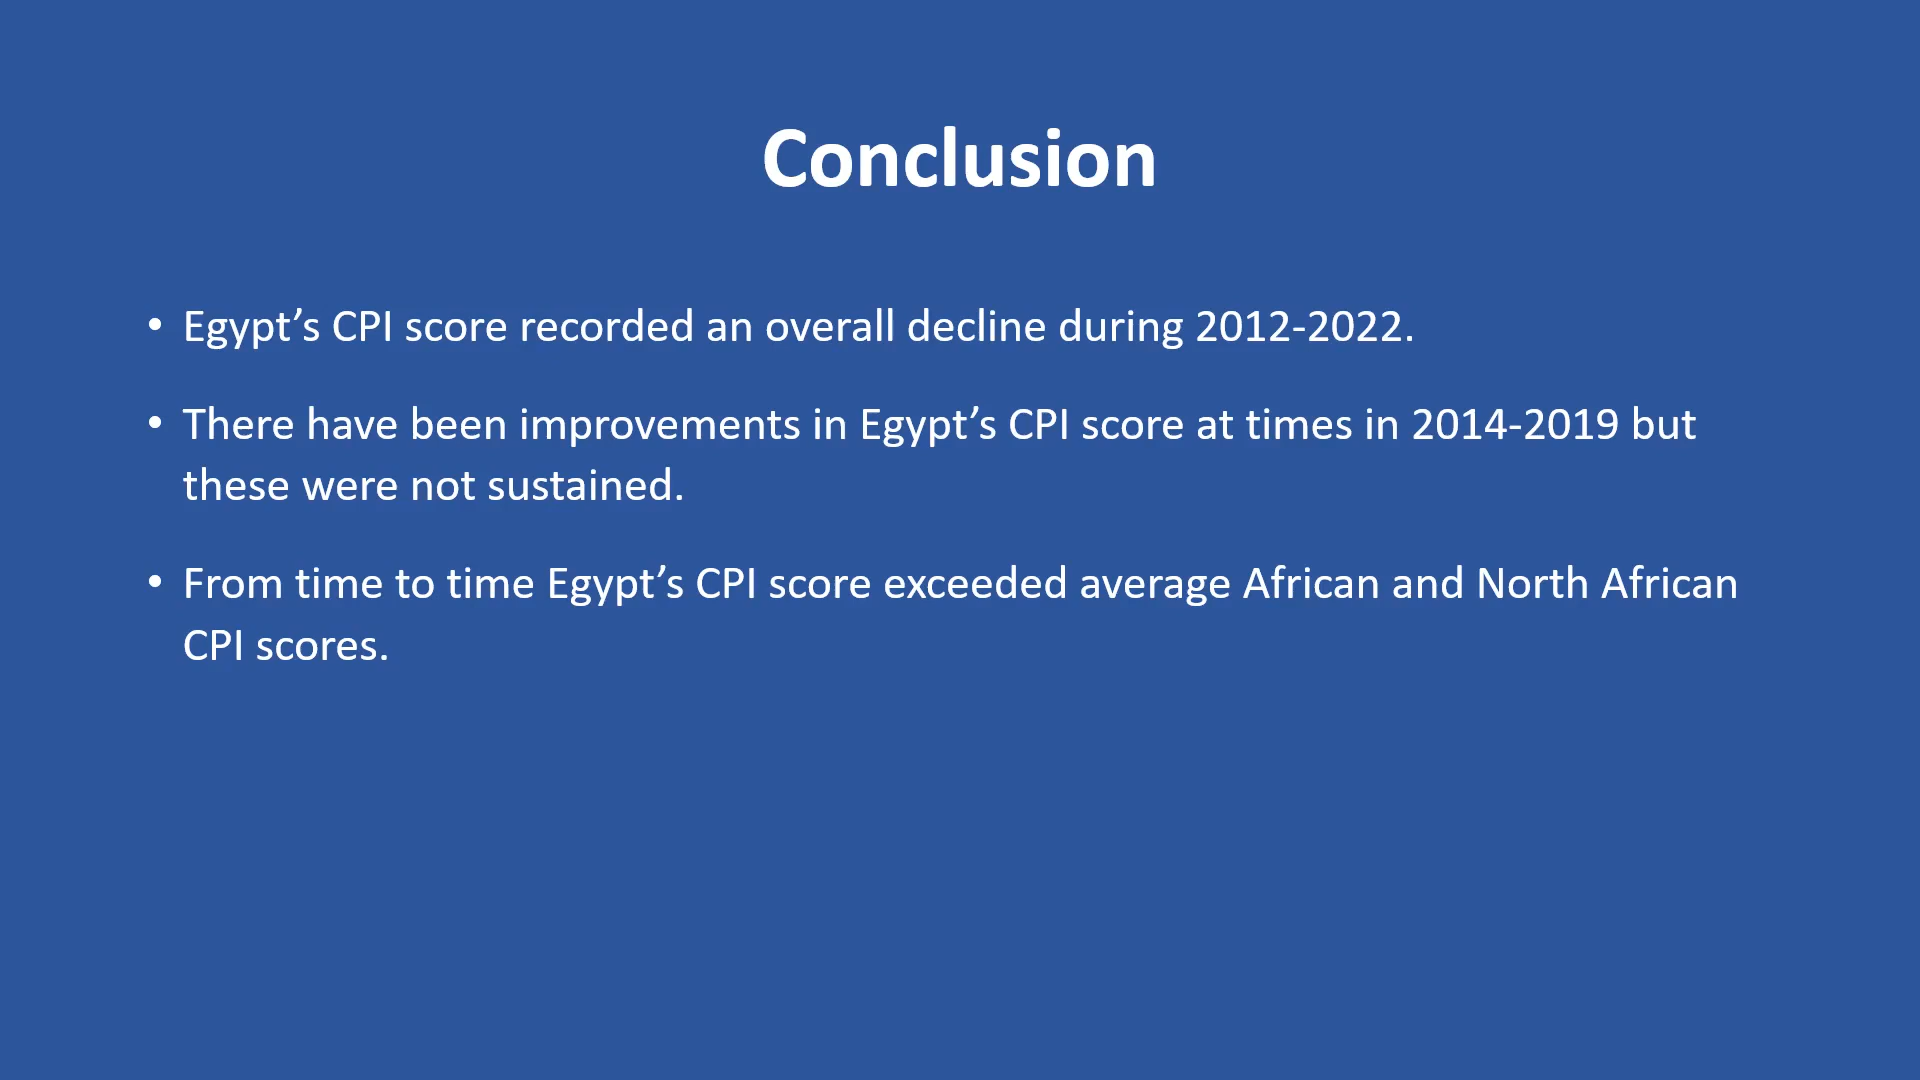 Conclusion
• Egypt’s CPI score recorded an overall decline during 2012-2022.
• There have been improvements in Egypt’s CPI score at times in 2014-2019 but
these were not sustained.
• From time to time Egypt’s CPI score exceeded average African and North African
CPI scores.